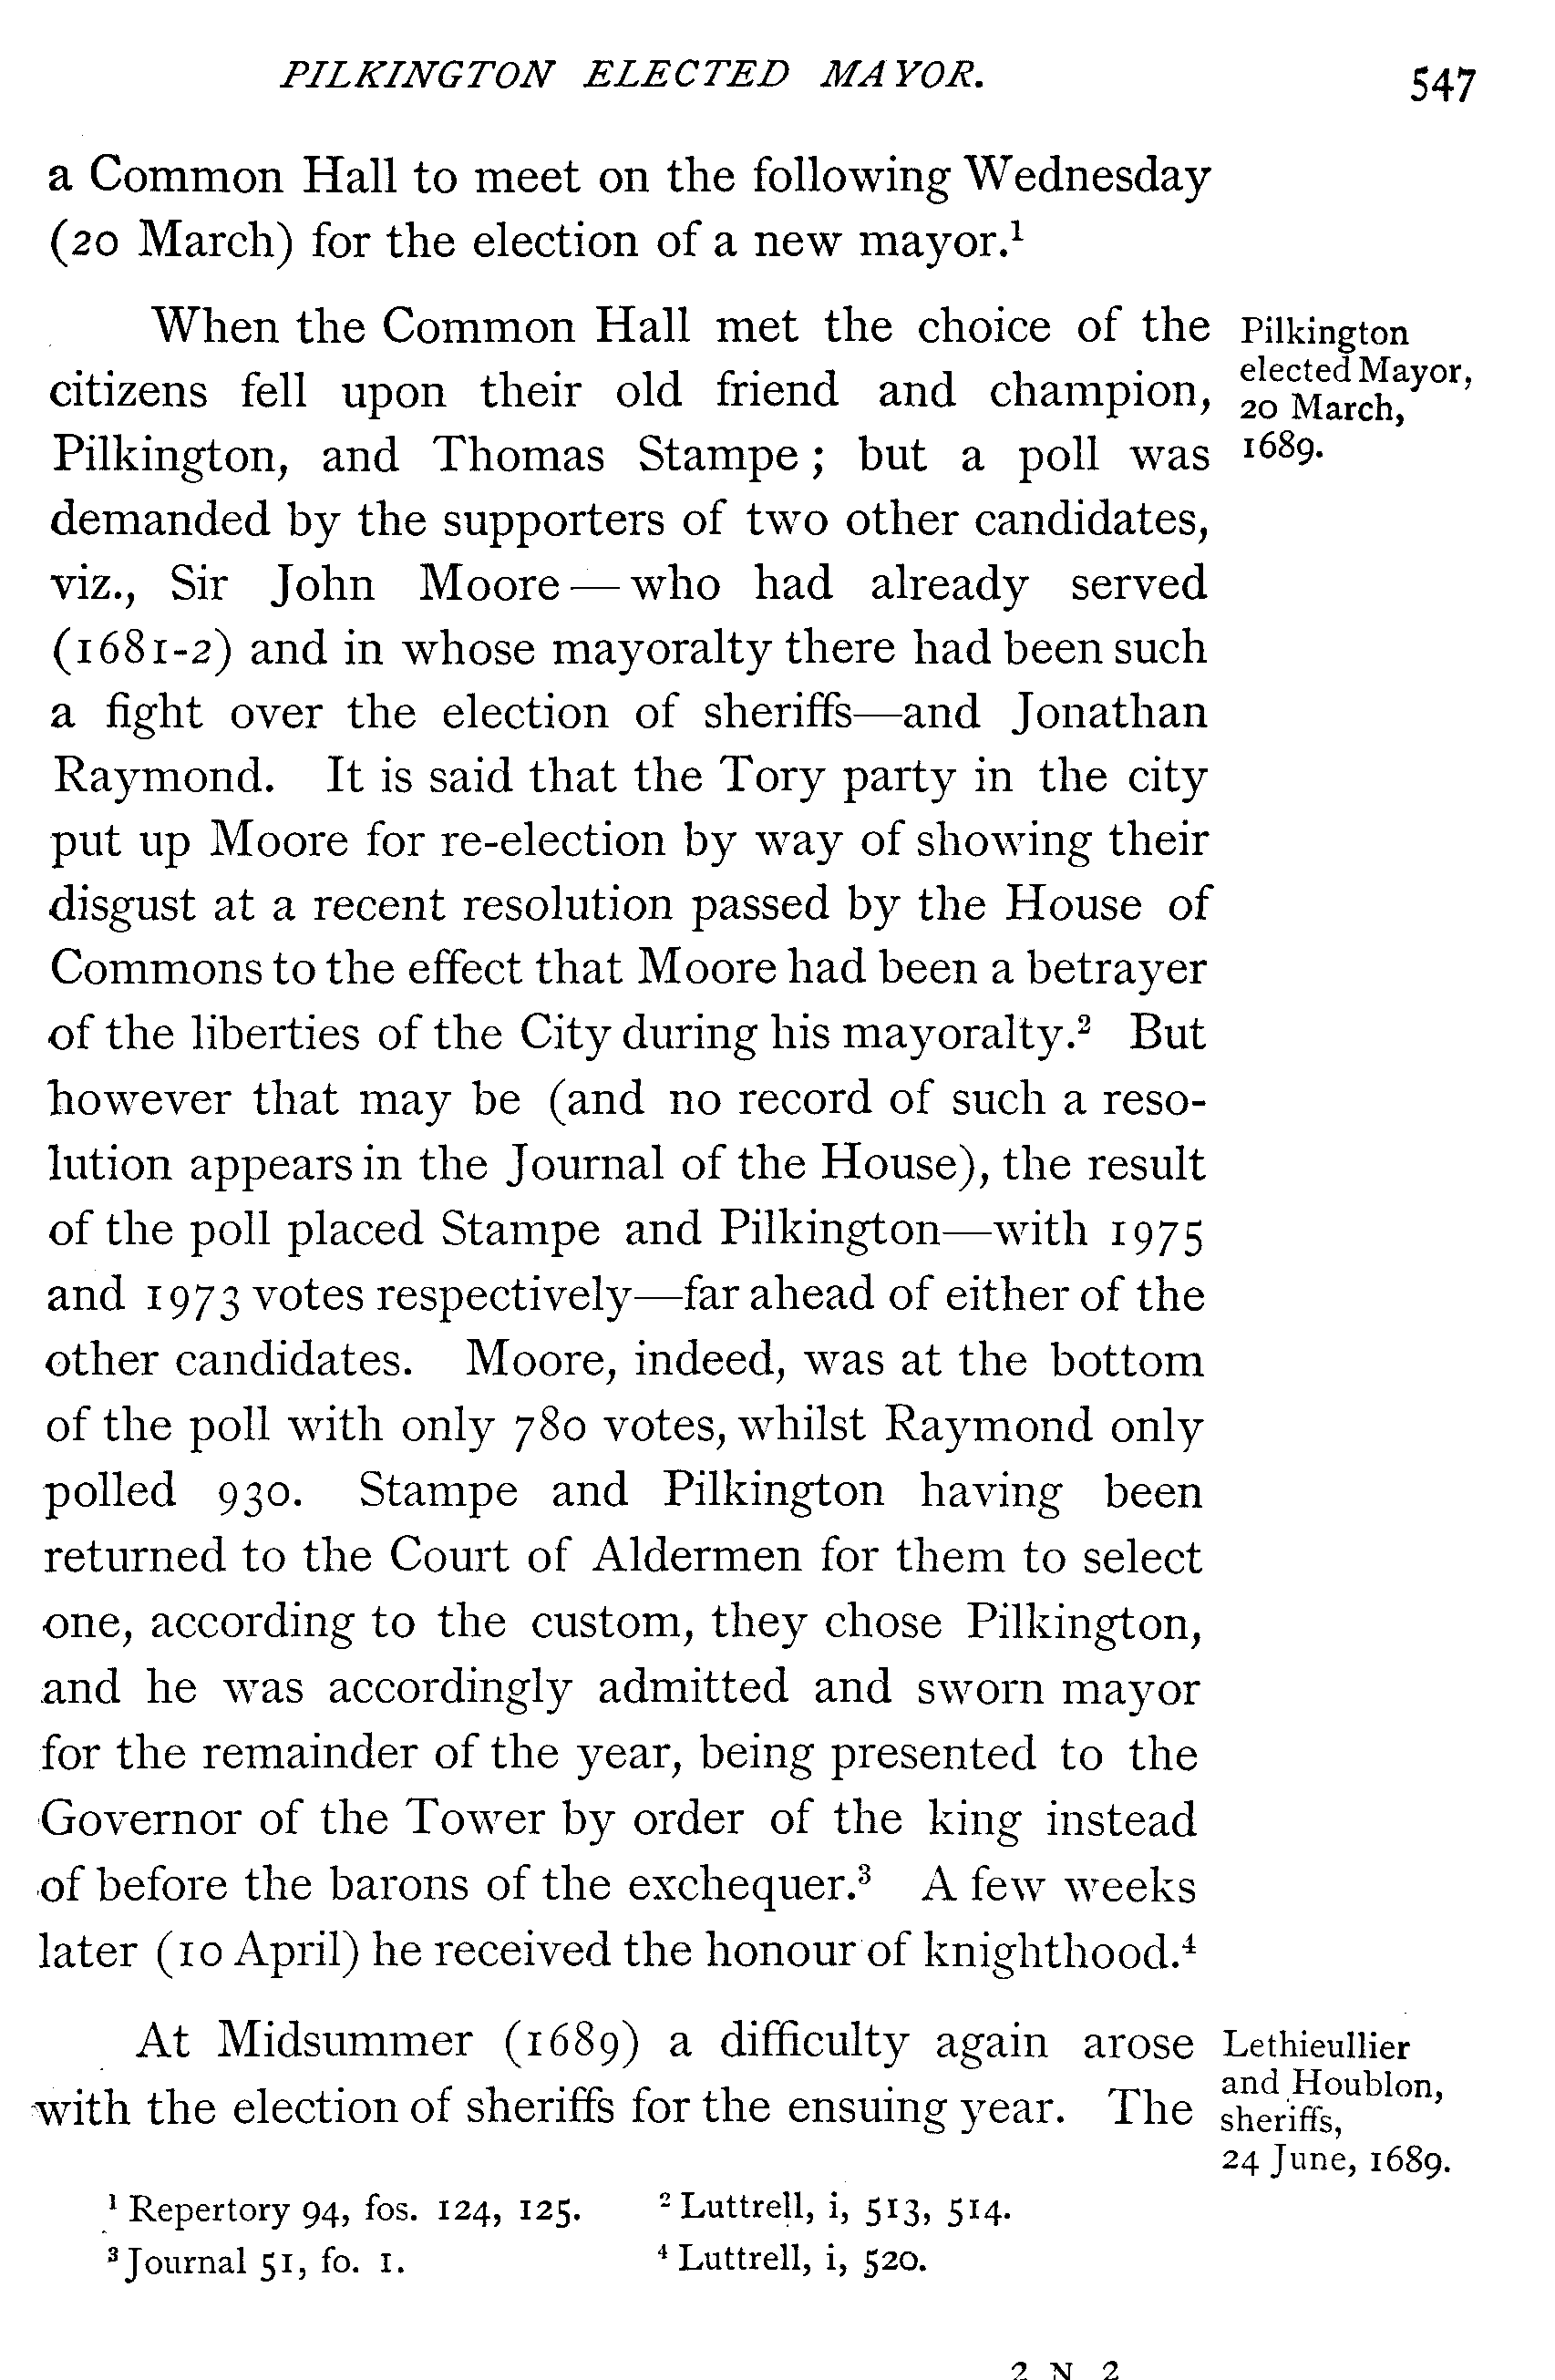 PILKINGTON ELECTED MAYOR.
547
a Common Hall to meet on the following Wednesday
(20 March) for the election of a new mayor.¹
When the Common Hall met the choice of the
citizens fell upon their old friend and champion,
Pilkington, and Thomas Stampe; but a poll was
demanded by the supporters of two other candidates,
viz., Sir John Moore—who had already served
(1681-2) and in whose mayoralty there had been such
a fight over the election of sheriffs—and Jonathan
Raymond. It is said that the Tory party in the city
put up Moore for re-election by way of showing their
disgust at a recent resolution passed by the House of
Commons to the effect that Moore had been a betrayer
of the liberties of the City during his mayoralty.² But
however that may be (and no record of such a reso-
lution appears in the Journal of the House), the result
of the poll placed Stampe and Pilkington—with 1975
and 1973 votes respectively—far ahead of either of the
other candidates. Moore, indeed, was at the bottom
of the poll with only 780 votes, whilst Raymond only
polled 930. Stampe and Pilkington having been
returned to the Court of Aldermen for them to select
one, according to the custom, they chose Pilkington,
and he was accordingly admitted and sworn mayor
for the remainder of the year, being presented to the
Governor of the Tower by order of the king instead
of before the barons of the exchequer.³ A few weeks
later (10 April) he received the honour of knighthood.⁴
Pilkington
elected Mayor,
20 March,
1689.
At Midsummer (1689) a difficulty again arose
with the election of sheriffs for the ensuing year. The
Lethieullier
and Houblon,
sheriffs,
24 June, 1689.
¹ Repertory 94, fos. 124, 125.
² Luttrell, i, 513, 514.
³ Journal 51, fo. 1.
⁴ Luttrell, i, 520.
2 N 2